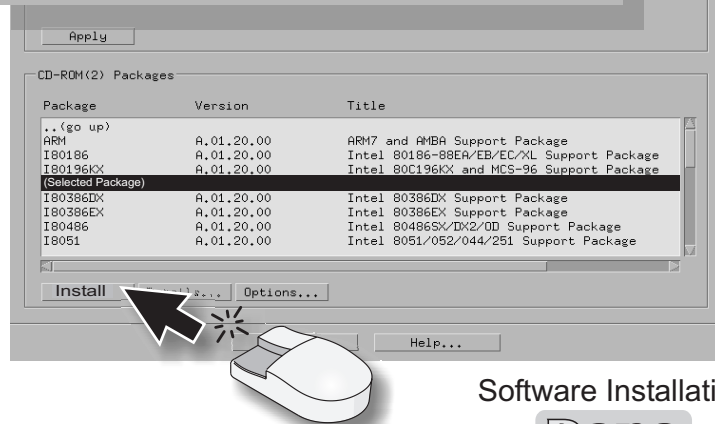 Apply
CD-ROM(2) Packages
Package Version Title
..(go up)
ARM A.01.20.00 ARM7 and AMBA Support Package
I80186 A.01.20.00 Intel 80186-88EA/EB/EC/XL Support Package
I80196KX A.01.20.00 Intel 80C196KX and MCS-96 Support Package
(Selected Package)
I80386DX A.01.20.00 Intel 80386DX Support Package
I80386EX A.01.20.00 Intel 80386EX Support Package
I80486 A.01.20.00 Intel 80486SX/DX2/OD Support Package
I8051 A.01.20.00 Intel 8051/052/044/251 Support Package
Install Options...
Help...
Software Installati